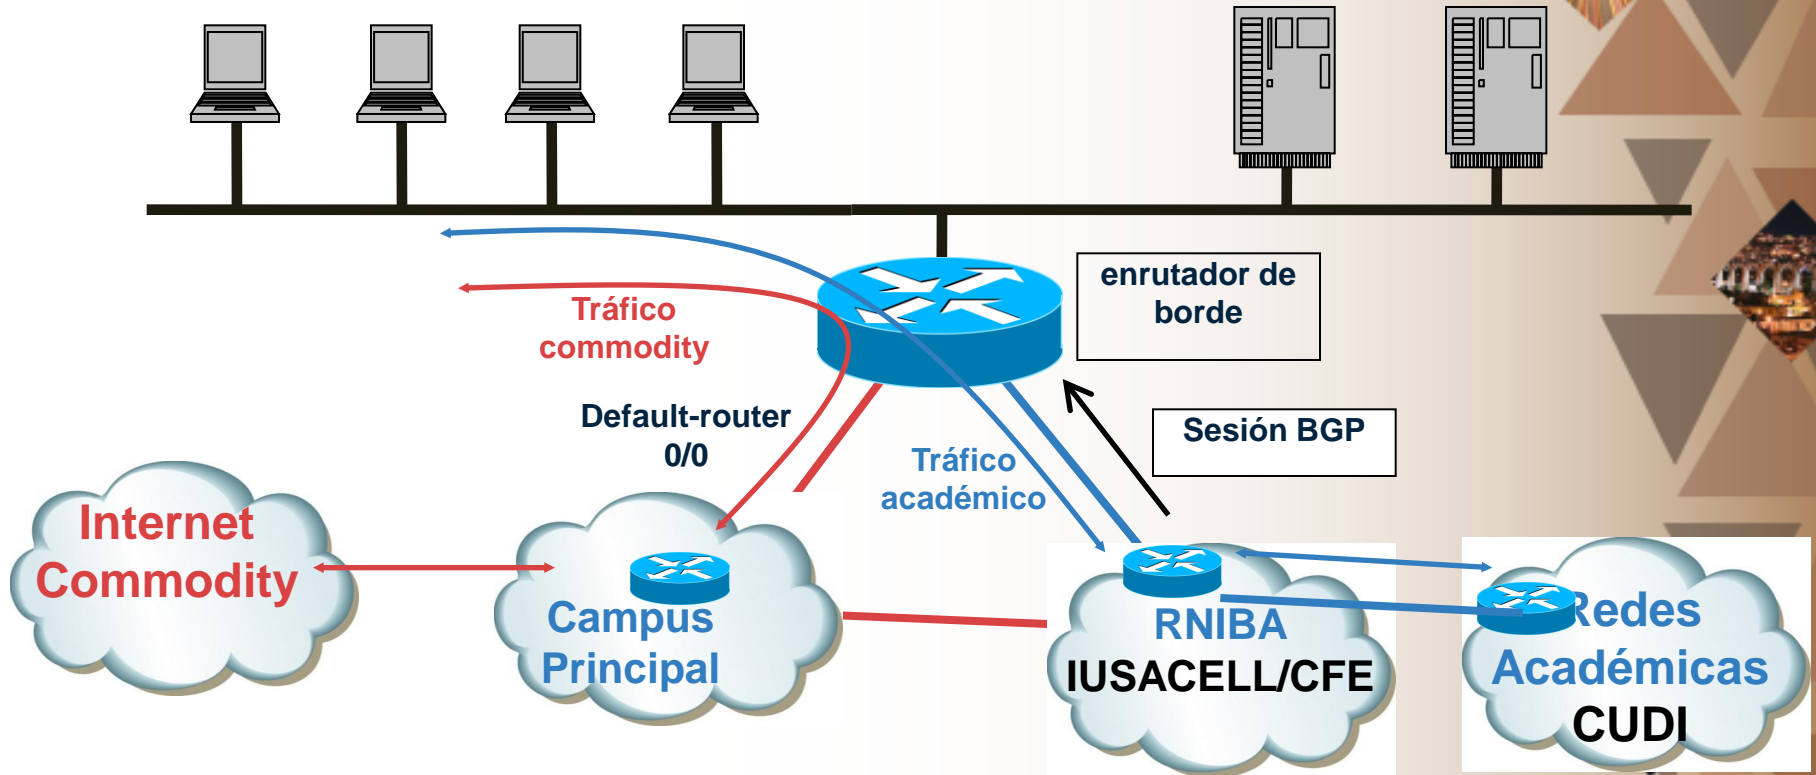 enrutador de
borde
Tráfico
commodity
Default-router
0/0
Sesión BGP
Tráfico
académico
Internet
Commodity
Campus
Principal
RNIBA
IUSACELL/CFE
Redes
Académicas
CUDI